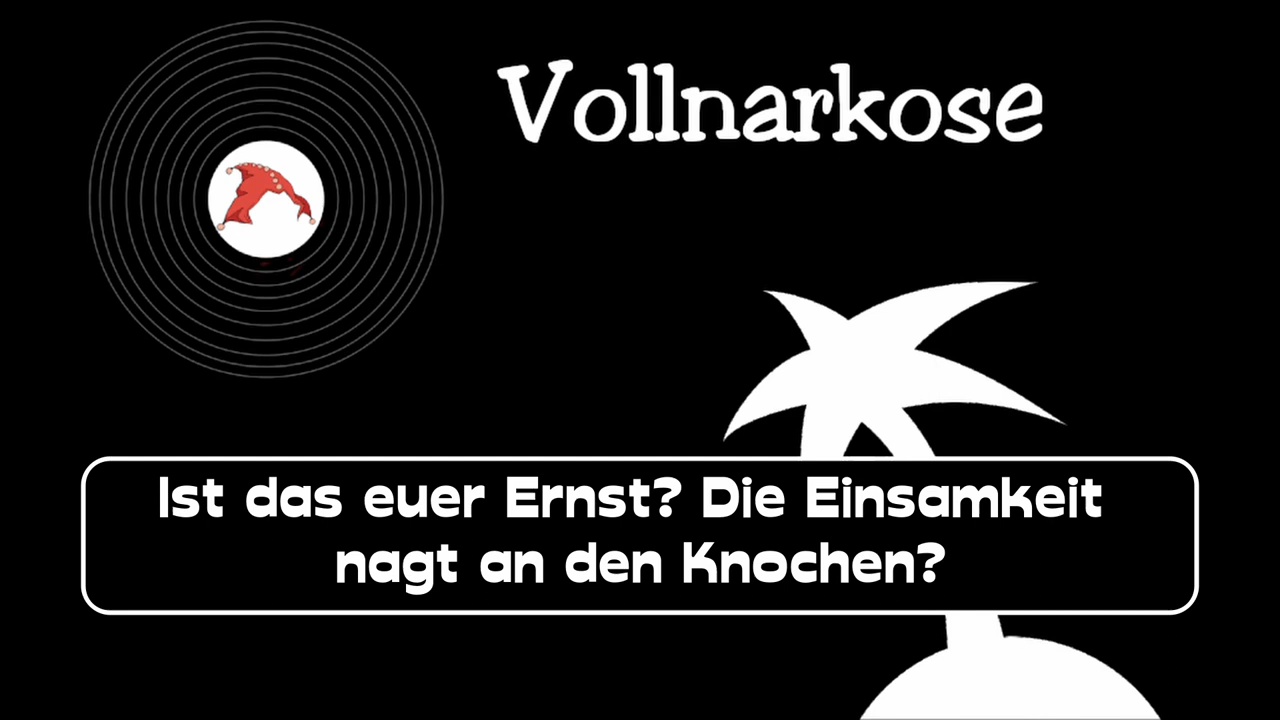 Vollnarkose
Ist das euer Ernst? Die Einsamkeit
nagt an den Knochen?